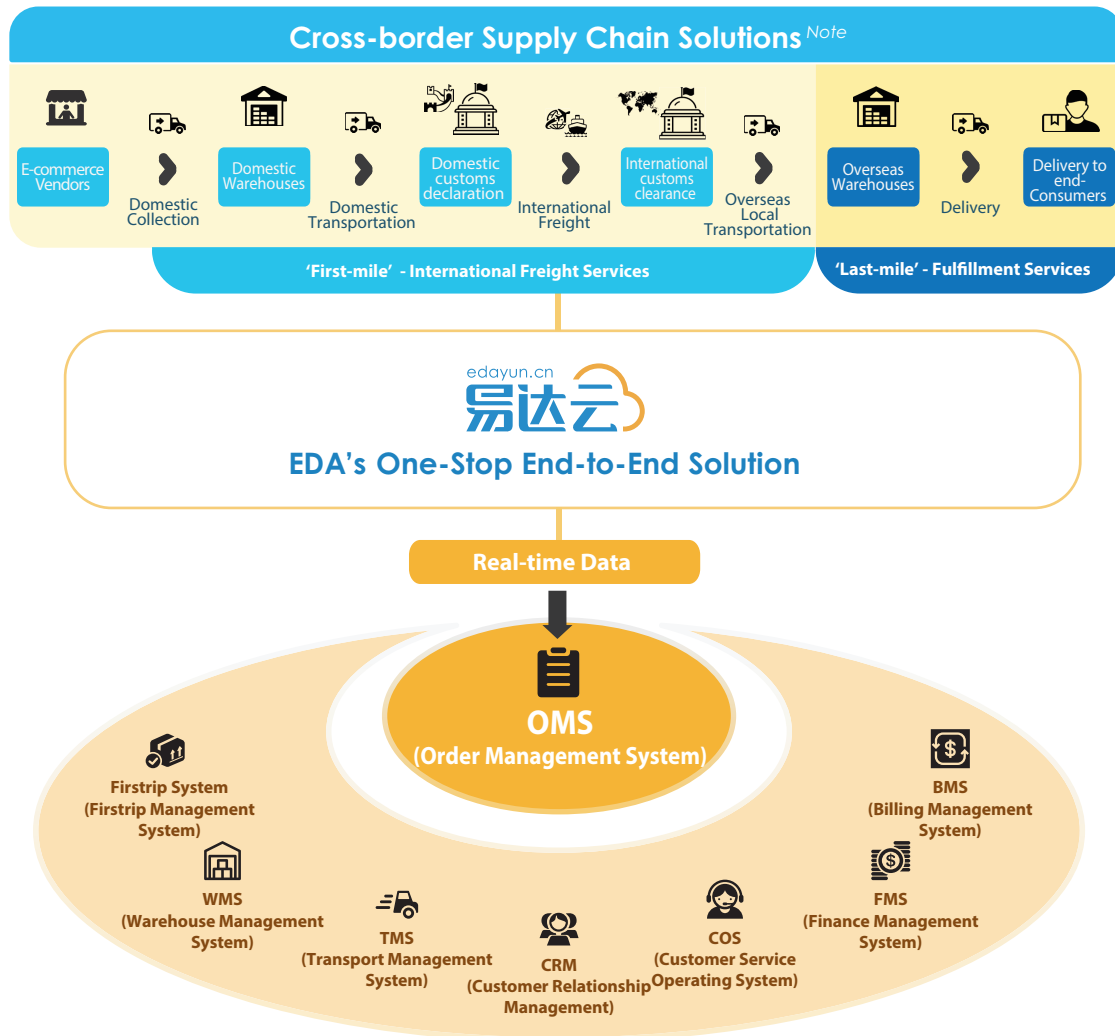 Cross-border Supply Chain Solutions Note
E-commerce
Vendors
Domestic
Collection
Domestic
Warehouses
Domestic
Transportation
Domestic
customs
declaration
International
Freight
International
customs
clearance
Overseas
Local
Transportation
Overseas
Warehouses
Delivery
Delivery to
end-
Consumers
‘First-mile’ - International Freight Services
‘Last-mile’ - Fulfillment Services
edayun.cn
易达云
EDA’s One-Stop End-to-End Solution
Real-time Data
OMS
(Order Management System)
Firstrip System
(Firstrip Management
System)
WMS
(Warehouse Management
System)
TMS
(Transport Management
System)
CRM
(Customer Relationship
Management)
COS
(Customer Service
Operating System)
FMS
(Finance Management
System)
BMS
(Billing Management
System)